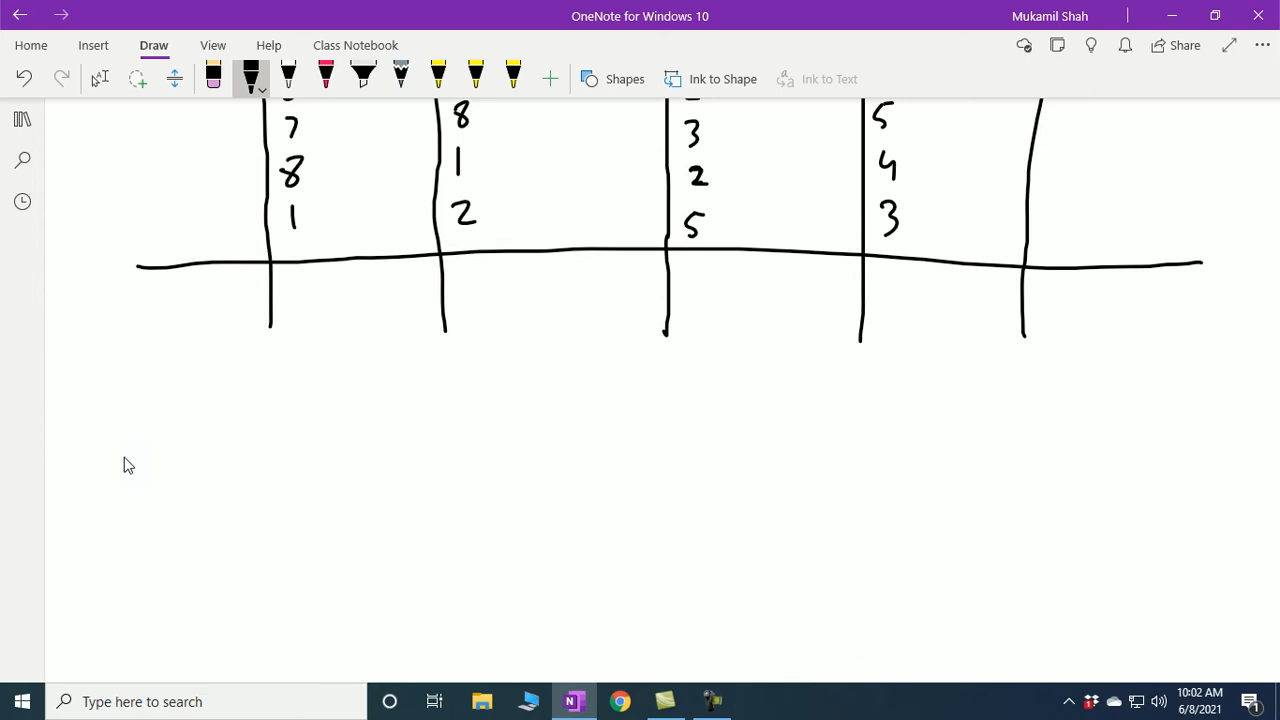 OneNote for Windows 10
Mukamil Shah
Home Insert Draw View Help Class Notebook
Share
Shapes
Ink to Shape
Ink to Text
8 5
7 3
8 1 2 4
1 2 5 3
Type here to search
N
10:02 AM
6/8/2021
1